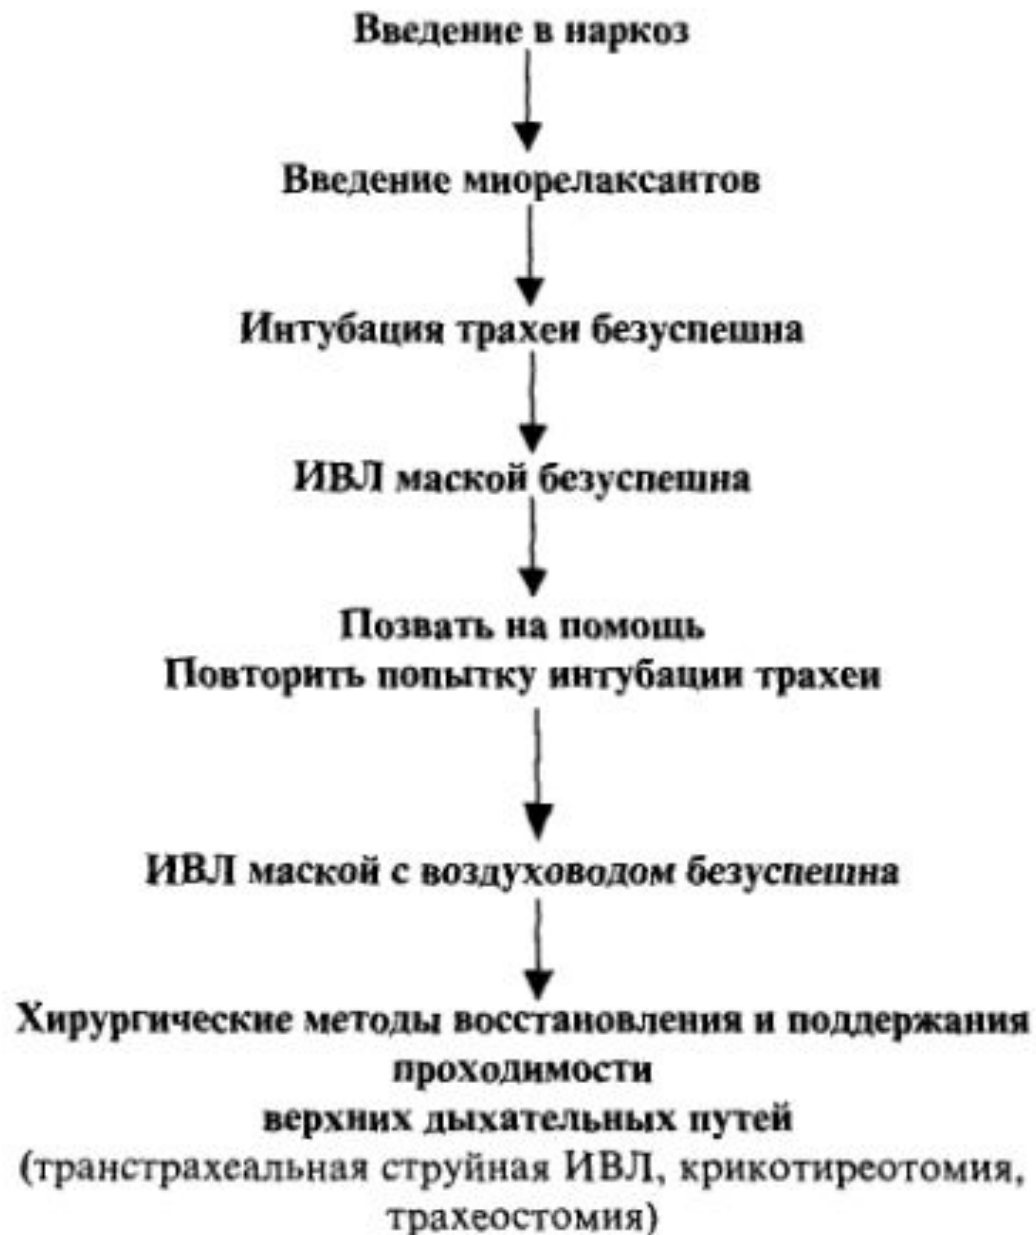 Введение в наркоз
Введение миорелаксантов
Интубация трахеи безуспешна
ИВЛ маской безуспешна
Позвать на помощь
Повторить попытку интубации трахеи
ИВЛ маской с воздуховодом безуспешна
Хирургические методы восстановления и поддержания
проходимости
верхних дыхательных путей
(транстрахеальная струйная ИВЛ, крикотиреотомия,
трахеостомия)